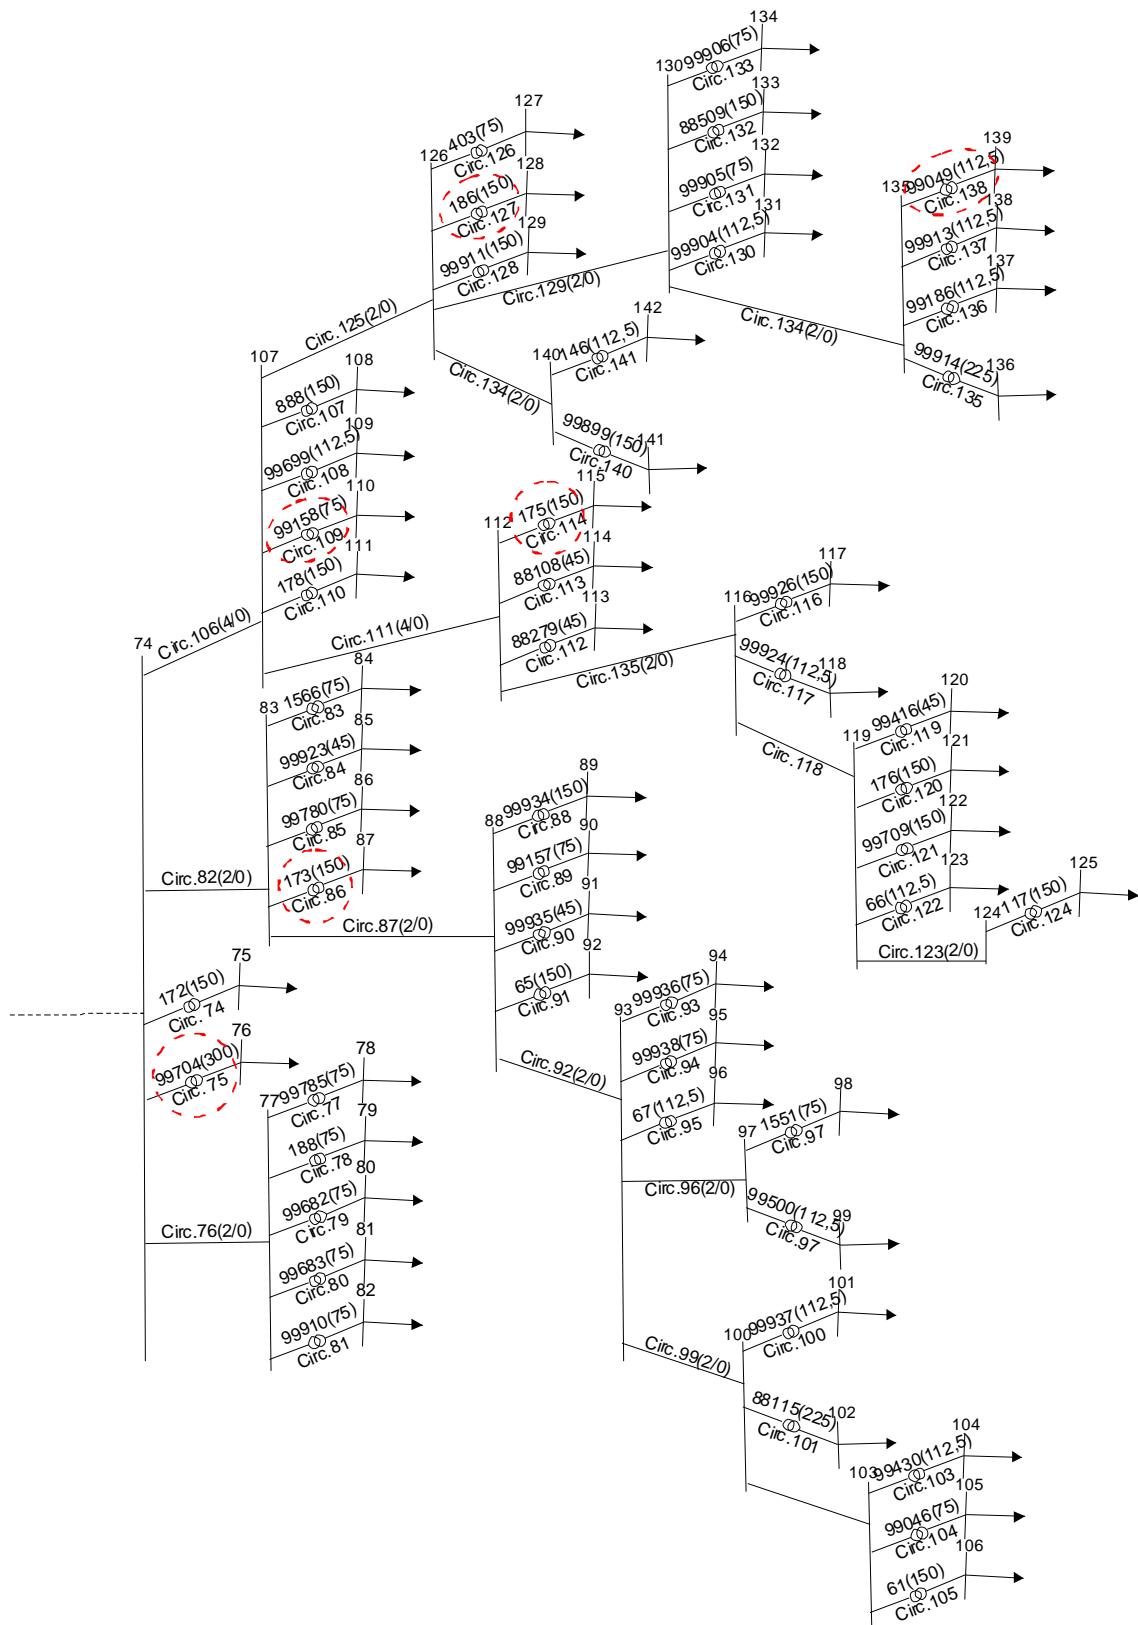 134
99906(75)
130
Circ.133
133
88509(150)
Circ.132
132
99905(75)
Circ.131
131
99904(112,5)
Circ.130
127
403(75)
126
Circ.126
128
186(150)
Circ.127
129
99911(150)
Circ.128
Circ.129(2/0)
139
99049(112,5)
135
Circ.138
138
99913(112,5)
Circ.137
137
99186(112,5)
Circ.136
136
99914(225)
Circ.135
Circ.134(2/0)
Circ.125(2/0)
142
140
146(112,5)
Circ.141
Circ.134(2/0)
99899(150)
141
Circ.140
107
108
888(150)
Circ.107
109
99699(112,5)
Circ.108
110
99158(75)
Circ.109
111
178(150)
Circ.110
115
112
175(150)
Circ.114
114
88108(45)
Circ.113
113
88279(45)
Circ.112
74
Circ.106(4/0)
Circ.111(4/0)
Circ.135(2/0)
117
116
99926(150)
Circ.116
99924(112,5)
118
Circ.117
Circ.118
84
83
1566(75)
Circ.83
85
99923(45)
Circ.84
86
99780(75)
Circ.85
87
173(150)
Circ.86
Circ.82(2/0)
Circ.87(2/0)
120
119
99416(45)
Circ.119
121
176(150)
Circ.120
122
99709(150)
Circ.121
123
66(112,5)
Circ.122
125
124
117(150)
Circ.124
Circ.123(2/0)
89
88
99934(150)
Circ.88
90
99157(75)
Circ.89
91
99935(45)
Circ.90
92
65(150)
Circ.91
Circ.92(2/0)
75
172(150)
Circ.74
76
99704(300)
Circ.75
94
93
99936(75)
Circ.93
95
99938(75)
Circ.94
96
67(112,5)
Circ.95
98
97
1551(75)
Circ.97
Circ.96(2/0)
99500(112,5)
99
Circ.97
78
77
99785(75)
Circ.77
79
188(75)
Circ.78
80
99682(75)
Circ.79
81
99683(75)
Circ.80
82
99910(75)
Circ.81
Circ.76(2/0)
101
100
99937(112,5)
Circ.100
Circ.99(2/0)
88115(225)
102
Circ.101
104
103
99430(112,5)
Circ.103
105
99046(75)
Circ.104
106
61(150)
Circ.105